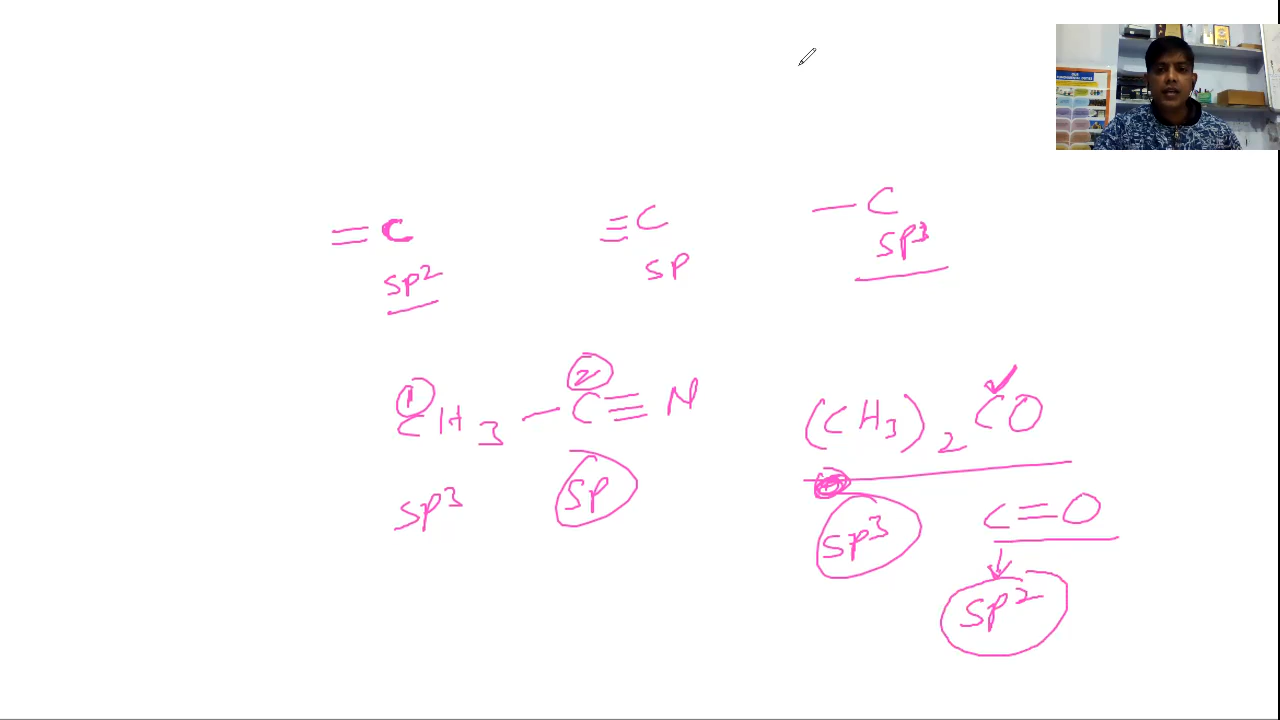 =C ≡C —C
sp² sp sp³
① ②
CH₃—C≡N (CH₃)₂CO
sp³ sp sp³ C=O
sp²